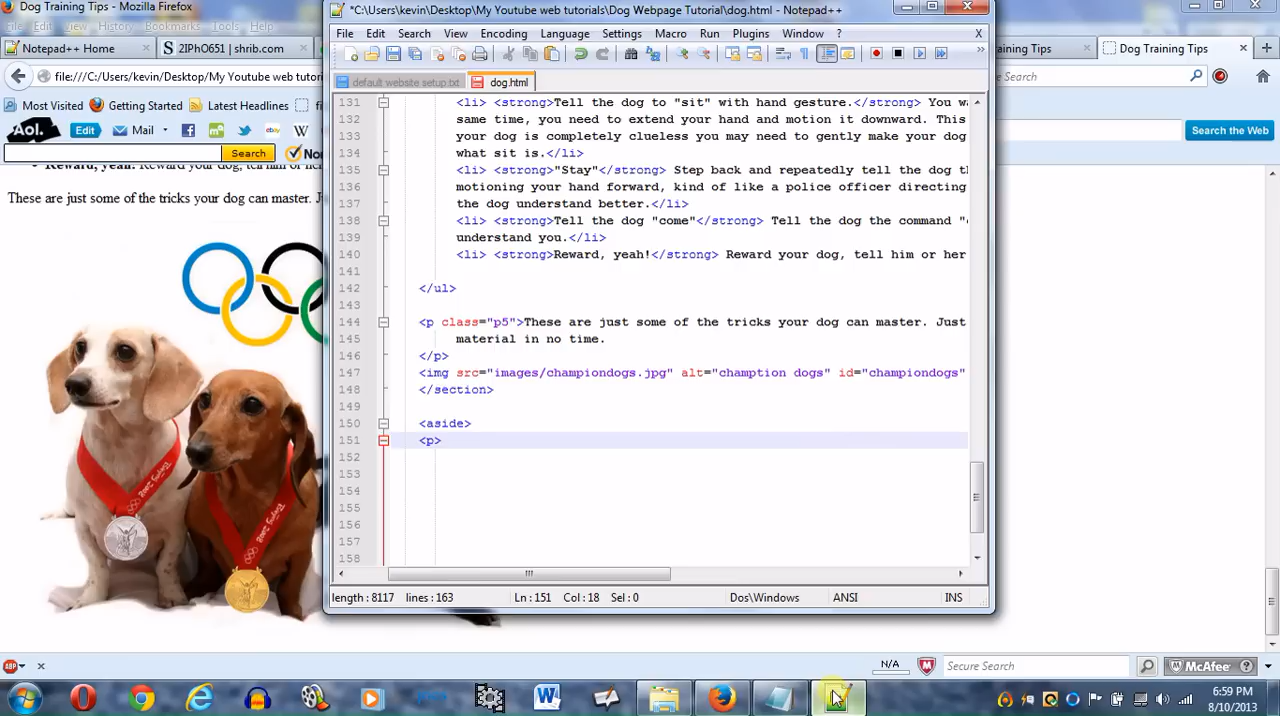 Dog Training Tips - Mozilla Firefox
File Edit View History Bookmarks Tools Help
Notepad++ Home
2IPhO651 | shrib.com
Training Tips
Dog Training Tips
file:///C:/Users/kevin/Desktop/My Youtube web tutor
Search
Most Visited
Getting Started
Latest Headlines
Aol.
Edit
Mail
Search
Search the Web
Reward, yeah! Reward your dog, tell him or her
These are just some of the tricks your dog can master. J
*C:\Users\kevin\Desktop\My Youtube web tutorials\Dog Webpage Tutorial\dog.html - Notepad++
File Edit Search View Encoding Language Settings Macro Run Plugins Window ? X
default website setup.txt
dog.html
131 <li> <strong>Tell the dog to "sit" with hand gesture.</strong> You w
132 same time, you need to extend your hand and motion it downward. This
133 your dog is completely clueless you may need to gently make your dog
134 what sit is.</li>
135 <li> <strong>"Stay"</strong> Step back and repeatedly tell the dog t
136 motioning your hand forward, kind of like a police officer directing
137 the dog understand better.</li>
138 <li> <strong>Tell the dog "come"</strong> Tell the dog the command "
139 understand you.</li>
140 <li> <strong>Reward, yeah!</strong> Reward your dog, tell him or her
141
142 </ul>
143
144 <p class="p5">These are just some of the tricks your dog can master. Just
145 material in no time.
146 </p>
147 <img src="images/championdogs.jpg" alt="chamption dogs" id="championdogs"
148 </section>
149
150 <aside>
151 <p>
152
153
154
155
156
157
158
length : 8117 lines : 163
Ln : 151 Col : 18 Sel : 0
Dos\Windows
ANSI
INS
ABP
N/A
Secure Search
McAfee
6:59 PM
8/10/2013